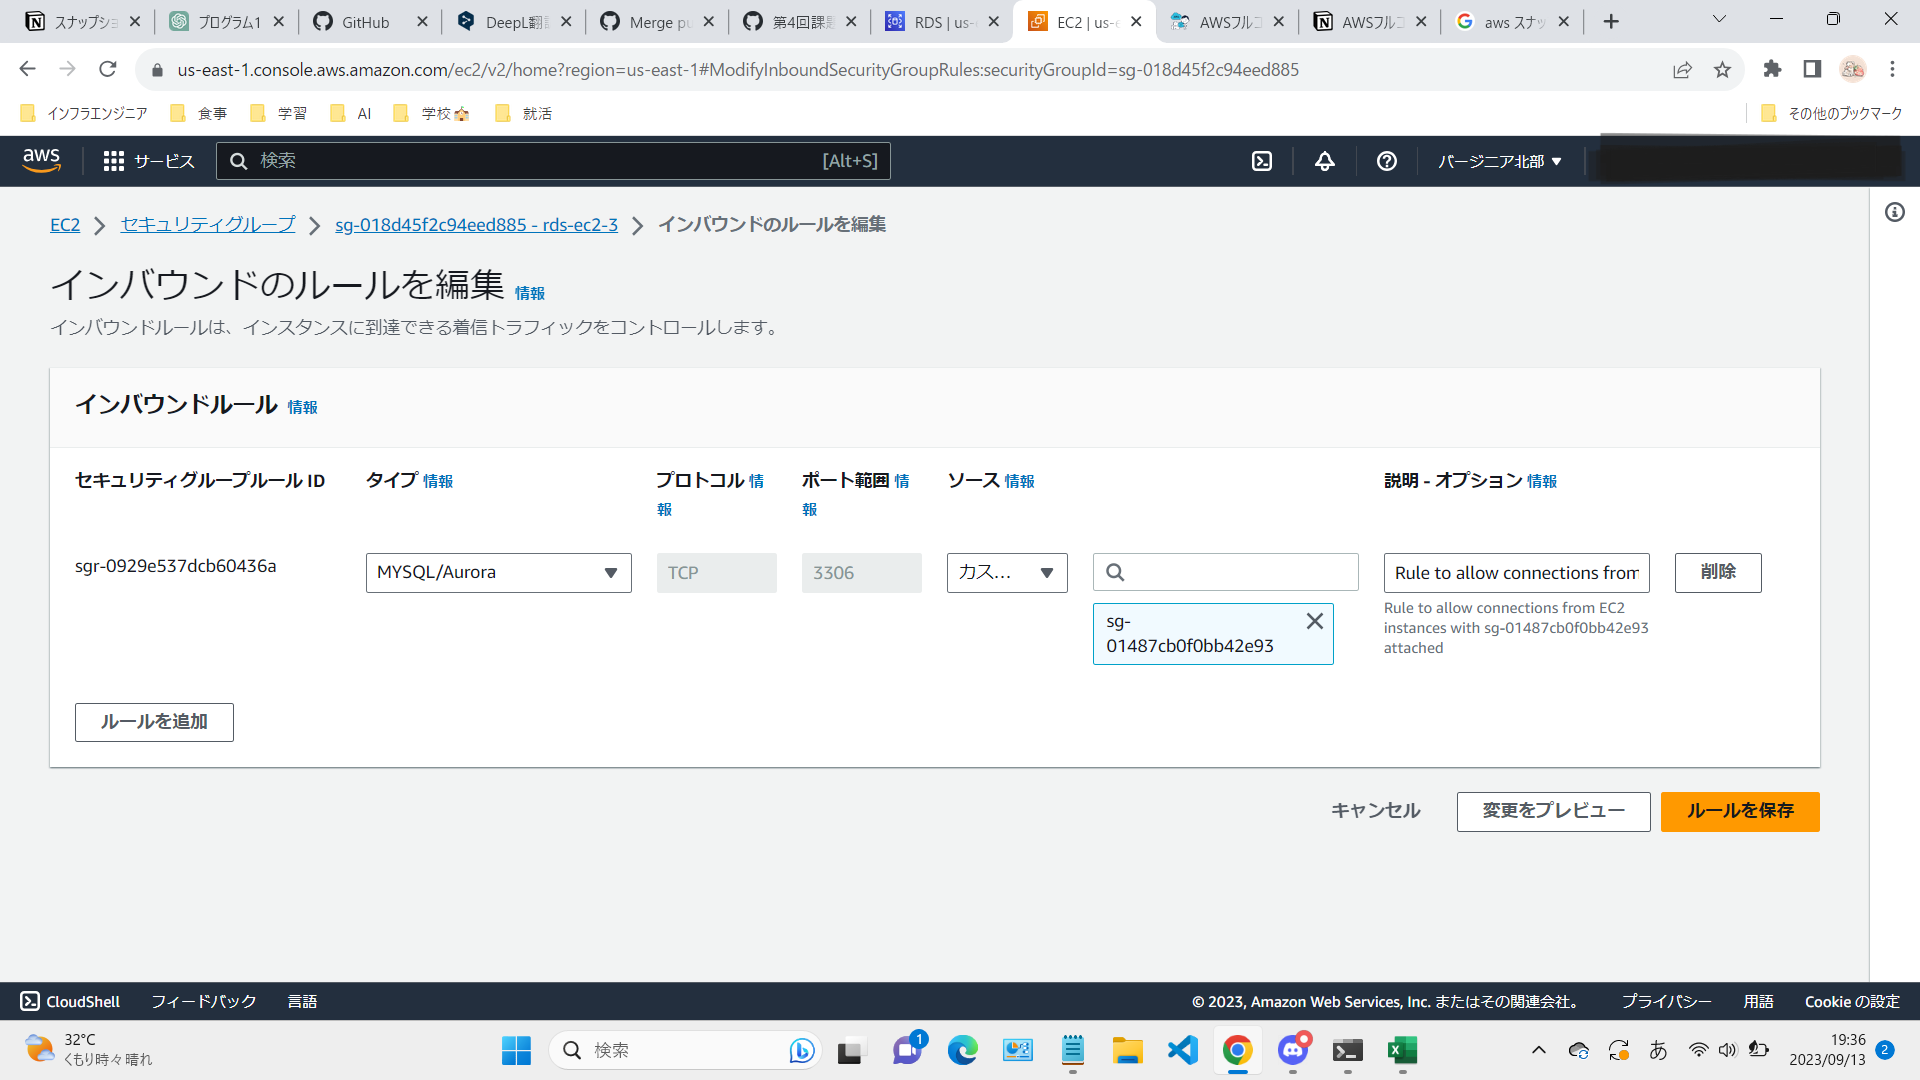 スナップショ
プログラム1
GitHub
DeepL翻訳
Merge pu
第4回課題
RDS | us-
EC2 | us-e
AWSフルコ
AWSフルコ
aws スナッ
us-east-1.console.aws.amazon.com/ec2/v2/home?region=us-east-1#ModifyInboundSecurityGroupRules:securityGroupId=sg-018d45f2c94eed885
インフラエンジニア
食事
学習
AI
学校
就活
その他のブックマーク
aws
サービス
検索
[Alt+S]
バージニア北部
EC2
セキュリティグループ
sg-018d45f2c94eed885 - rds-ec2-3
インバウンドのルールを編集
インバウンドのルールを編集 情報
インバウンドルールは、インスタンスに到達できる着信トラフィックをコントロールします。
インバウンドルール 情報
セキュリティグループルール ID
タイプ 情報
プロトコル 情
報
ポート範囲 情
報
ソース 情報
説明 - オプション 情報
sgr-0929e537dcb60436a
MYSQL/Aurora
TCP
3306
カス...
sg-
01487cb0f0bb42e93
Rule to allow connections from
Rule to allow connections from EC2
instances with sg-01487cb0f0bb42e93
attached
削除
ルールを追加
キャンセル
変更をプレビュー
ルールを保存
CloudShell
フィードバック
言語
© 2023, Amazon Web Services, Inc. またはその関連会社。
プライバシー
用語
Cookie の設定
32°C
くもり時々晴れ
検索
1
あ
19:36
2023/09/13
2